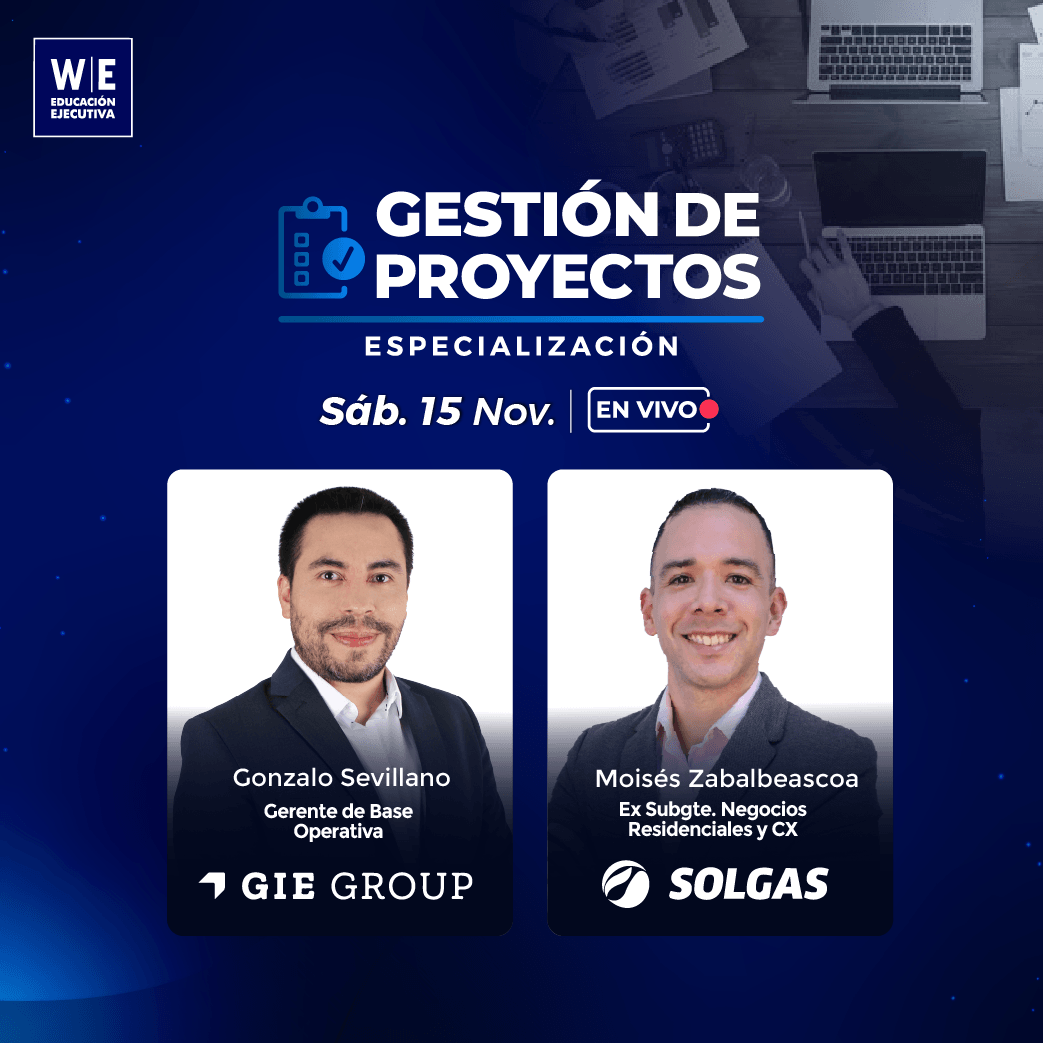 W|E
EDUCACIÓN
EJECUTIVA
GESTIÓN DE
PROYECTOS
ESPECIALIZACIÓN
Sáb. 15 Nov. | EN VIVO
Gonzalo Sevillano
Gerente de Base
Operativa
GIE GROUP
Moisés Zabalbeascoa
Ex Subgte. Negocios
Residenciales y CX
SOLGAS